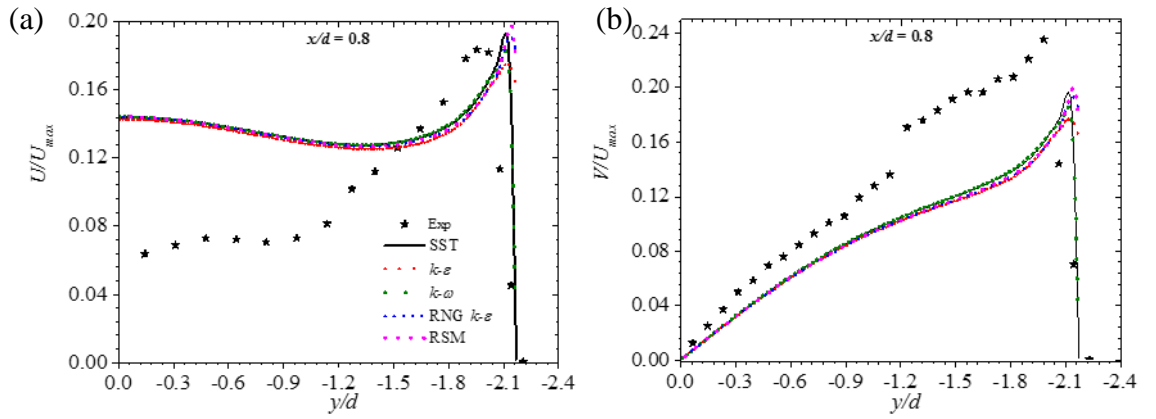 (a)
x/d = 0.8
0.20
0.16
0.12
0.08
0.04
0.00
U/Umax
Exp
SST
k-ε
k-ω
RNG k-ε
RSM
0.0 -0.3 -0.6 -0.9 -1.2 -1.5 -1.8 -2.1 -2.4
y/d
(b)
x/d = 0.8
0.24
0.20
0.16
0.12
0.08
0.04
0.00
V/Umax
0.0 -0.3 -0.6 -0.9 -1.2 -1.5 -1.8 -2.1 -2.4
y/d